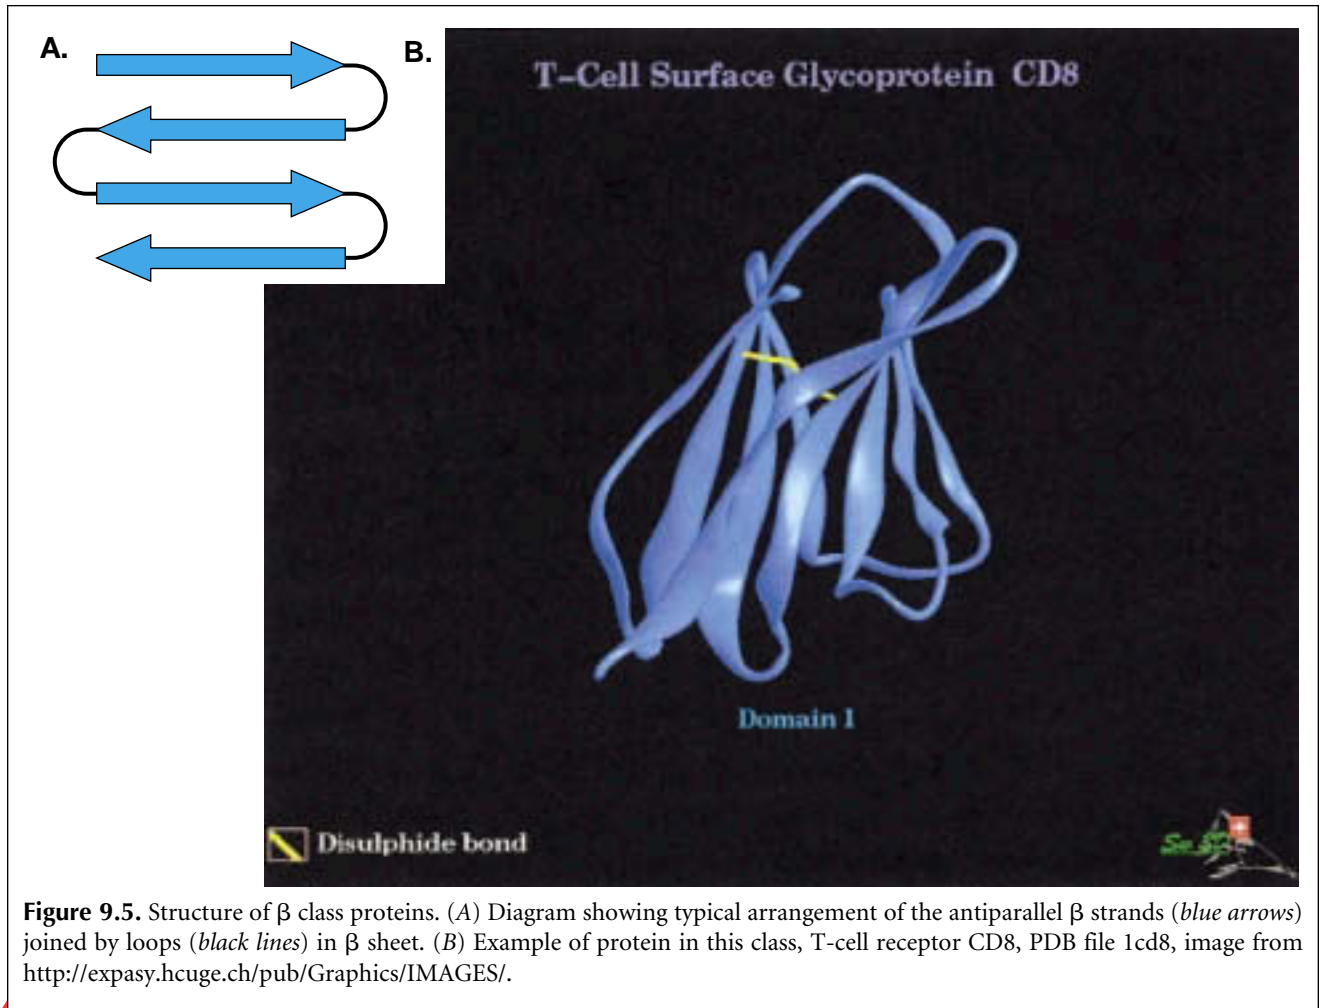 A.
B.
T-Cell Surface Glycoprotein CD8
Domain 1
Disulphide bond
Figure 9.5. Structure of β class proteins. (A) Diagram showing typical arrangement of the antiparallel β strands (blue arrows)
joined by loops (black lines) in β sheet. (B) Example of protein in this class, T-cell receptor CD8, PDB file 1cd8, image from
http://expasy.hcuge.ch/pub/Graphics/IMAGES/.